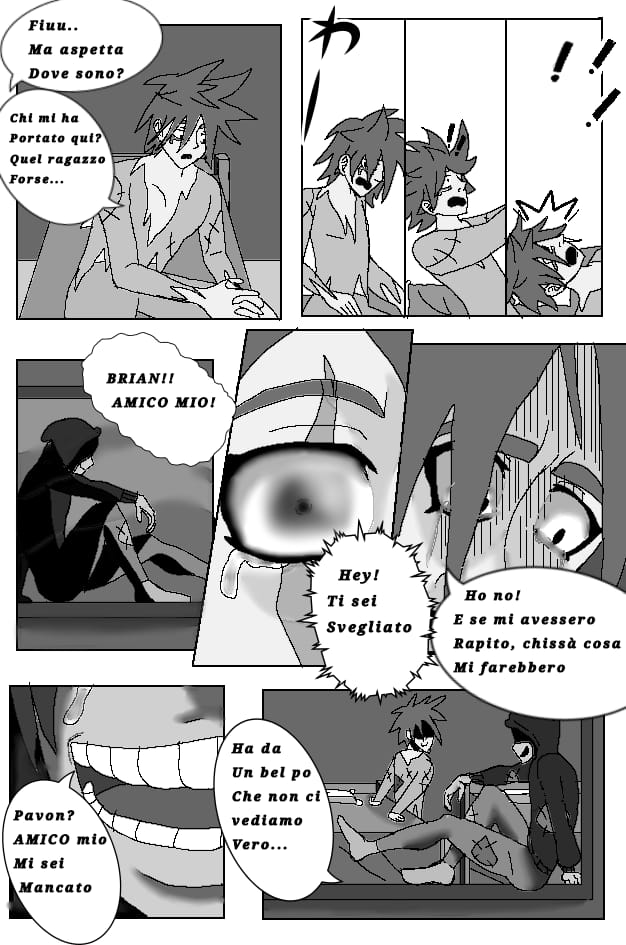 Fiuu..
Ma aspetta
Dove sono?
Chi mi ha
Portato qui?
Quel ragazzo
Forse...
わ
!
!!
!!
!!
BRIAN!!
AMICO MIO!
Hey!
Ti sei
Svegliato
Ho no!
E se mi avessero
Rapito, chissà cosa
Mi farebbero
Pavon?
AMICO mio
Mi sei
Mancato
Ha da
Un bel po
Che non ci
vediamo
Vero...